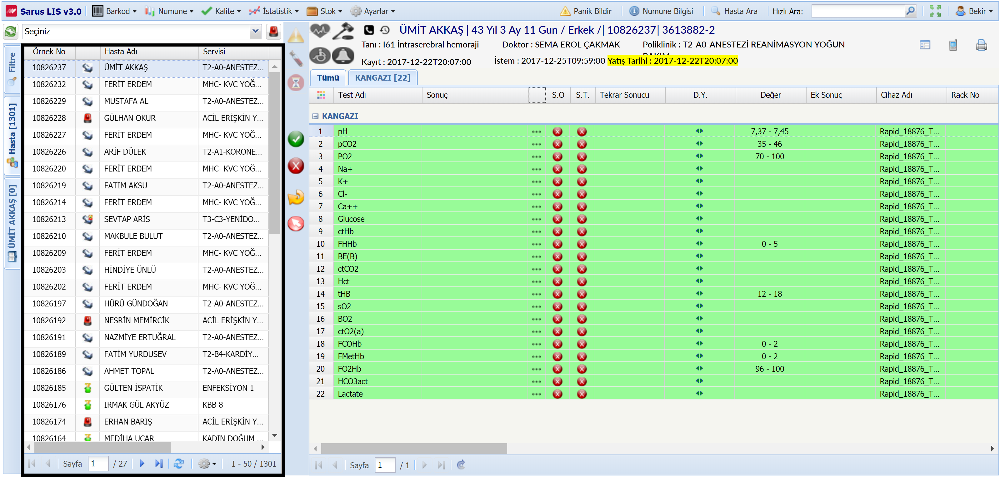 Sarus LIS v3.0 Barkod Numune Kalite İstatistik Stok Ayarlar Panik Bildir Numune Bilgisi Hasta Ara Hızlı Ara: Bekir
Seçiniz
Filtre
Hasta [1301]
ÜMİT AKKAŞ [0]
Örnek No Hasta Adı Servisi
10826237 ÜMİT AKKAŞ T2-A0-ANESTEZ...
10826232 FERİT ERDEM MHC- KVC YOĞ...
10826229 MUSTAFA AL T2-A0-ANESTEZ...
10826228 GÜLHAN OKUR ACİL ERİŞKİN Y...
10826227 FERİT ERDEM MHC- KVC YOĞ...
10826226 ARİF DÜLEK T2-A1-KORONE...
10826220 FERİT ERDEM MHC- KVC YOĞ...
10826219 FATIM AKSU T2-A0-ANESTEZ...
10826214 FERİT ERDEM MHC- KVC YOĞ...
10826213 SEVTAP ARİS T3-C3-YENİDO...
10826210 MAKBULE BULUT T2-A0-ANESTEZ...
10826209 FERİT ERDEM MHC- KVC YOĞ...
10826203 HİNDİYE ÜNLÜ T2-A0-ANESTEZ...
10826202 FERİT ERDEM MHC- KVC YOĞ...
10826197 HÜRÜ GÜNDOĞAN T2-A0-ANESTEZ...
10826192 NESRİN MEMİRCİK ACİL ERİŞKİN Y...
10826191 NAZMİYE ERTUĞRAL T2-A0-ANESTEZ...
10826189 FATİM YURDUSEV T2-B4-KARDİY...
10826186 AHMET TOPAL T2-A0-ANESTEZ...
10826185 GÜLTEN İSPATİK ENFEKSİYON 1
10826176 IRMAK GÜL AKYÜZ KBB 8
10826174 ERHAN BARIŞ ACİL ERİŞKİN Y...
10826164 MEDİHA UÇAR KADIN DOĞUM ...
Sayfa 1 / 27 1 - 50 / 1301
ÜMİT AKKAŞ | 43 Yıl 3 Ay 11 Gun / Erkek /| 10826237| 3613882-2
Tanı : I61 İntraserebral hemoraji Doktor : SEMA EROL ÇAKMAK Poliklinik : T2-A0-ANESTEZİ REANİMASYON YOĞUN
BAKIM
Kayıt : 2017-12-22T20:07:00 İstem : 2017-12-25T09:59:00 Yatış Tarihi : 2017-12-22T20:07:00
Tümü KANGAZI [22]
Test Adı Sonuç S.O S.T. Tekrar Sonucu D.Y. Değer Ek Sonuç Cihaz Adı Rack No
KANGAZI
1 pH 7,37 - 7,45 Rapid_18876_T...
2 pCO2 35 - 46 Rapid_18876_T...
3 PO2 70 - 100 Rapid_18876_T...
4 Na+ Rapid_18876_T...
5 K+ Rapid_18876_T...
6 Cl- Rapid_18876_T...
7 Ca++ Rapid_18876_T...
8 Glucose Rapid_18876_T...
9 ctHb Rapid_18876_T...
10 FHHb 0 - 5 Rapid_18876_T...
11 BE(B) Rapid_18876_T...
12 ctCO2 Rapid_18876_T...
13 Hct Rapid_18876_T...
14 tHB 12 - 18 Rapid_18876_T...
15 sO2 Rapid_18876_T...
16 BO2 Rapid_18876_T...
17 ctO2(a) Rapid_18876_T...
18 FCOHb 0 - 2 Rapid_18876_T...
19 FMetHb 0 - 2 Rapid_18876_T...
20 FO2Hb 96 - 100 Rapid_18876_T...
21 HCO3act Rapid_18876_T...
22 Lactate Rapid_18876_T...
Sayfa 1 / 1